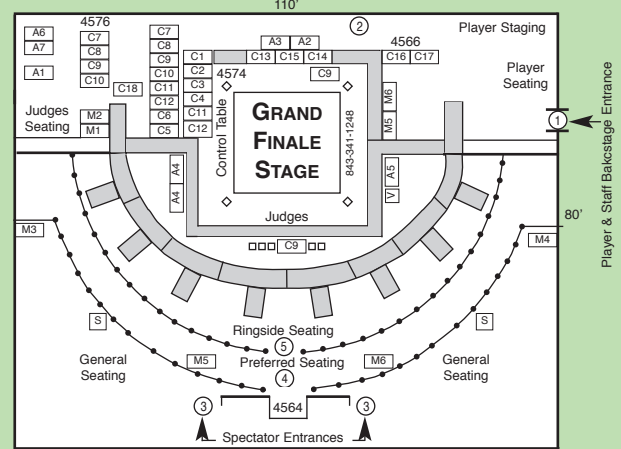 110'
A6 4576 C7 A3 A2 2 4566 Player Staging
A7 C7 C8 C1 C13 C15 C14 C16 C17
C8 C9 C2 4574 C9 Player
A1 C9 C10 C3 Seating
C10 C11 C4 M6
C18 C12 C11
Judges M2 C6 C12 M5
Seating M1 C5
Control Table
GRAND
FINALE
STAGE
843-341-1248
1
Player & Staff Bakcstage Entrance
A4 A5
A4 V
Judges
C9
80'
M3 M4
S S
Ringside Seating
5
General M5 Preferred Seating M6 General
Seating 4 Seating
3 4564 3
Spectator Entrances